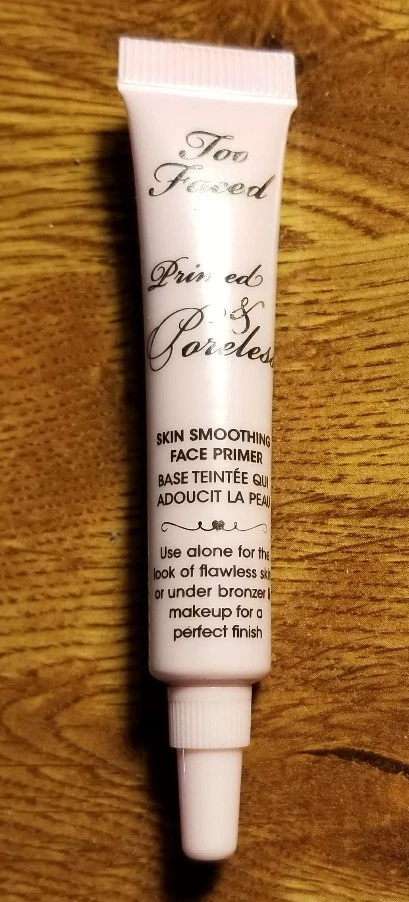 Too
Faced
Primed
&
Poreless
SKIN SMOOTHING
FACE PRIMER
BASE TEINTÉE QUI
ADOUCIT LA PEAU
Use alone for the
look of flawless skin
or under bronzer &
makeup for a
perfect finish